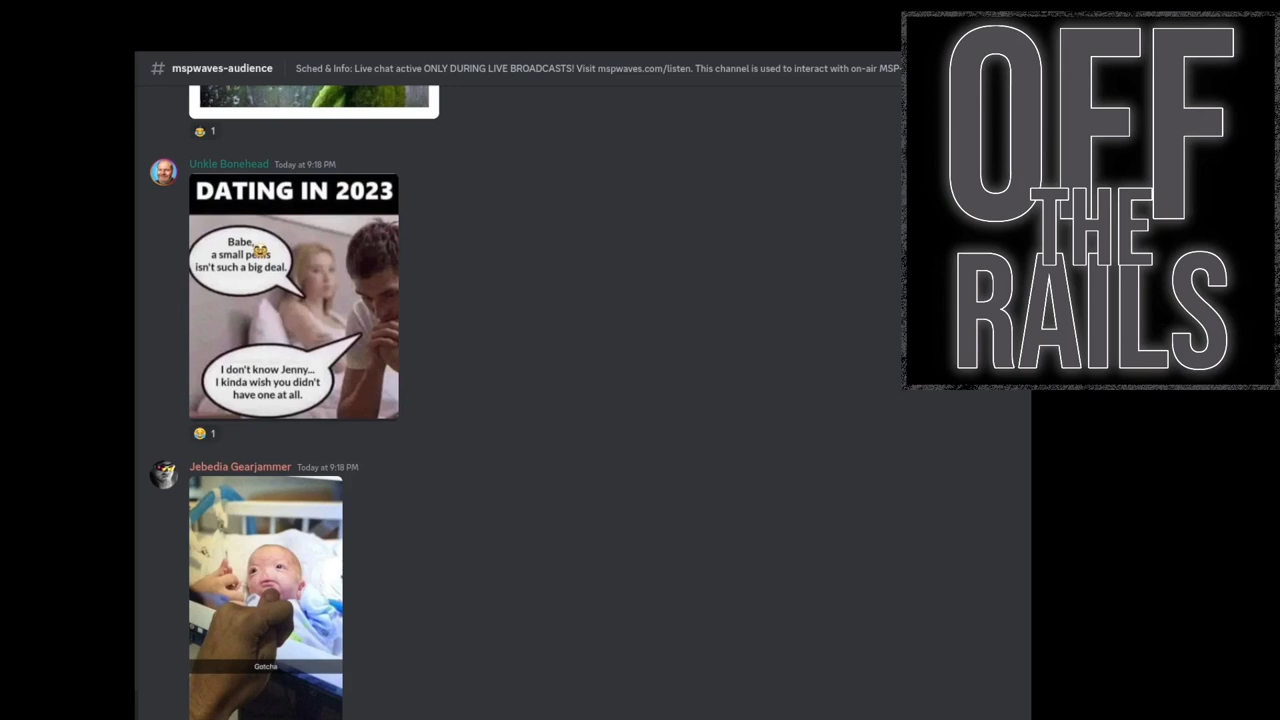 # mspwaves-audience
Sched & Info: Live chat active ONLY DURING LIVE BROADCASTS! Visit mspwaves.com/listen. This channel is used to interact with on-air MSP-
1
Unkle Bonehead Today at 9:18 PM
DATING IN 2023
Babe,
a small
isn't such a big deal.
I don't know Jenny...
I kinda wish you didn't
have one at all.
1
Jebedia Gearjammer Today at 9:18 PM
Gotcha
OFF
THE
RAILS